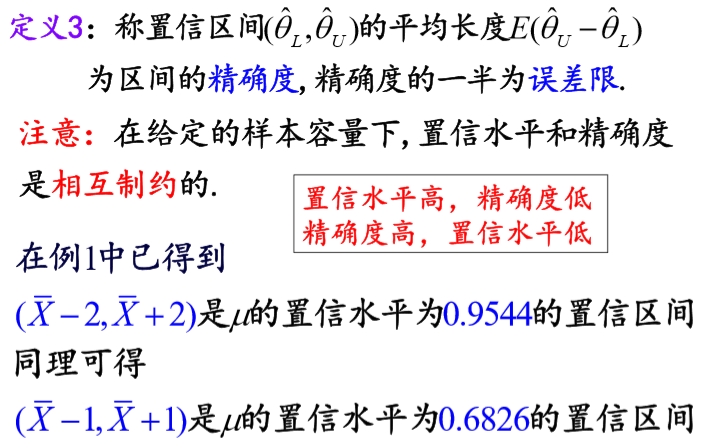 定义3：称置信区间(θ̂_L,θ̂_U)的平均长度E(θ̂_U－θ̂_L)
为区间的精确度,精确度的一半为误差限.
注意：在给定的样本容量下,置信水平和精确度
是相互制约的.
置信水平高，精确度低
精确度高，置信水平低
在例1中已得到
(X̄－2,X̄＋2)是μ的置信水平为0.9544的置信区间
同理可得
(X̄－1,X̄＋1)是μ的置信水平为0.6826的置信区间